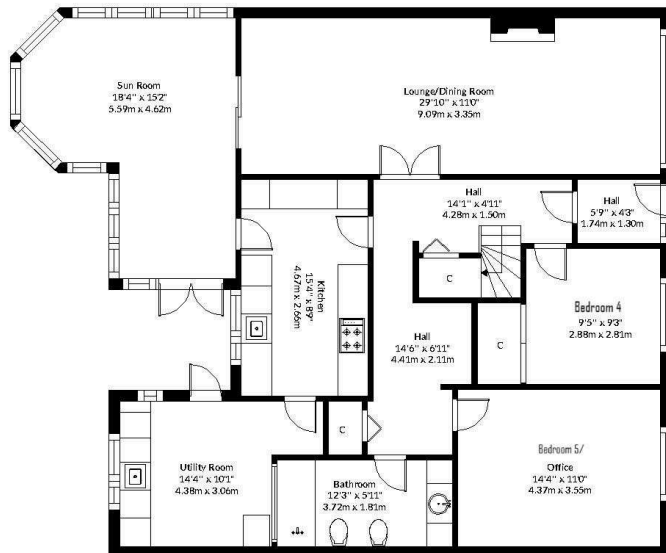 Sun Room
18'4" x 15'2"
5.59m x 4.62m
Lounge/Dining Room
29'10" x 11'0"
9.09m x 3.35m
Hall
14'1" x 4'11"
4.28m x 1.50m
Hall
5'9" x 4'3"
1.74m x 1.30m
Kitchen
15'4" x 8'9"
4.67m x 2.66m
C
Bedroom 4
9'5" x 9'3"
2.88m x 2.81m
Hall
14'6" x 6'11"
4.41m x 2.11m
C
C
Bedroom 5/
Office
14'4" x 11'0"
4.37m x 3.55m
Utility Room
14'4" x 10'1"
4.38m x 3.06m
Bathroom
12'3" x 5'11"
3.72m x 1.81m